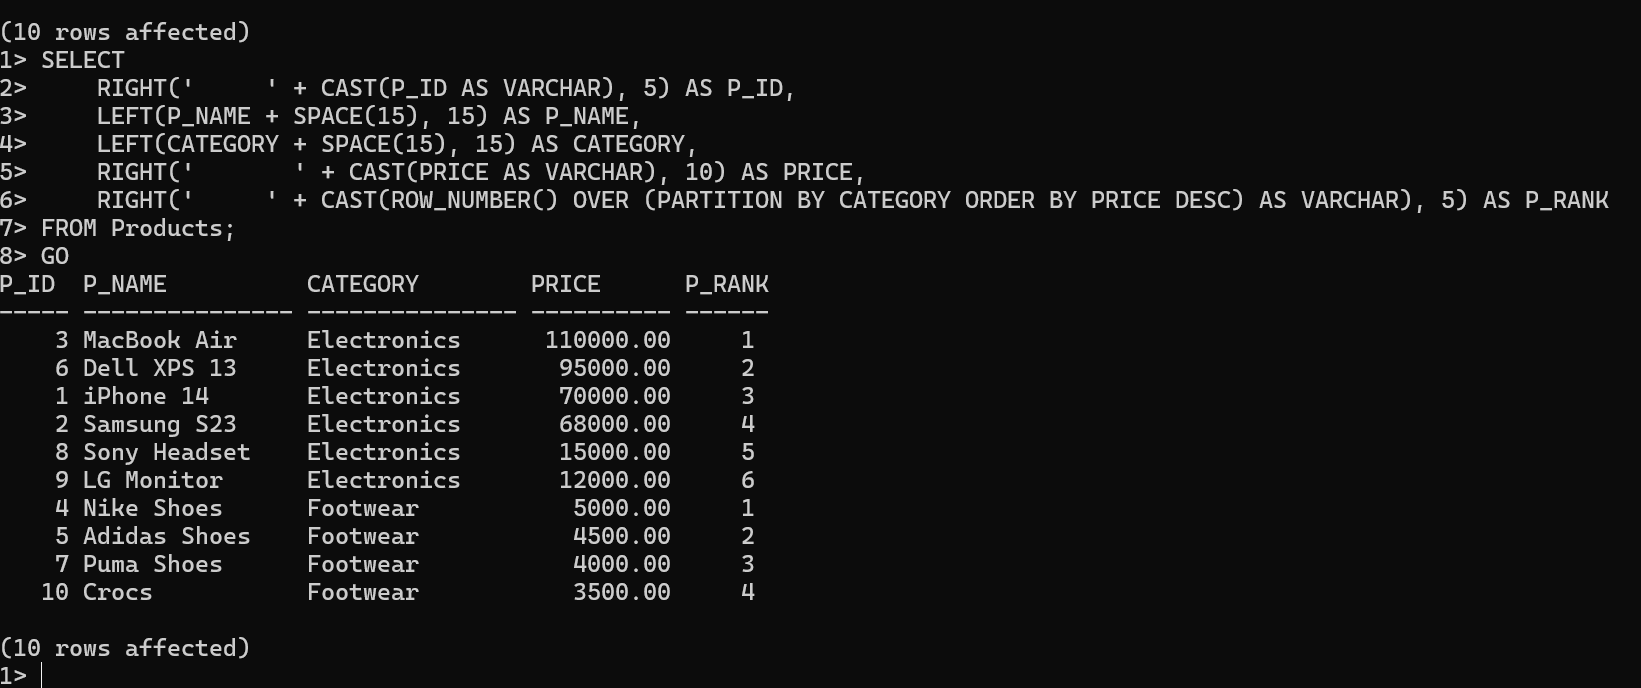 (10 rows affected)
1> SELECT
2>     RIGHT('     ' + CAST(P_ID AS VARCHAR), 5) AS P_ID,
3>     LEFT(P_NAME + SPACE(15), 15) AS P_NAME,
4>     LEFT(CATEGORY + SPACE(15), 15) AS CATEGORY,
5>     RIGHT('       ' + CAST(PRICE AS VARCHAR), 10) AS PRICE,
6>     RIGHT('     ' + CAST(ROW_NUMBER() OVER (PARTITION BY CATEGORY ORDER BY PRICE DESC) AS VARCHAR), 5) AS P_RANK
7> FROM Products;
8> GO
P_ID  P_NAME          CATEGORY        PRICE      P_RANK
----- --------------- --------------- ---------- ------
    3 MacBook Air     Electronics      110000.00     1
    6 Dell XPS 13     Electronics       95000.00     2
    1 iPhone 14       Electronics       70000.00     3
    2 Samsung S23     Electronics       68000.00     4
    8 Sony Headset    Electronics       15000.00     5
    9 LG Monitor      Electronics       12000.00     6
    4 Nike Shoes      Footwear           5000.00     1
    5 Adidas Shoes    Footwear           4500.00     2
    7 Puma Shoes      Footwear           4000.00     3
   10 Crocs           Footwear           3500.00     4
(10 rows affected)
1>